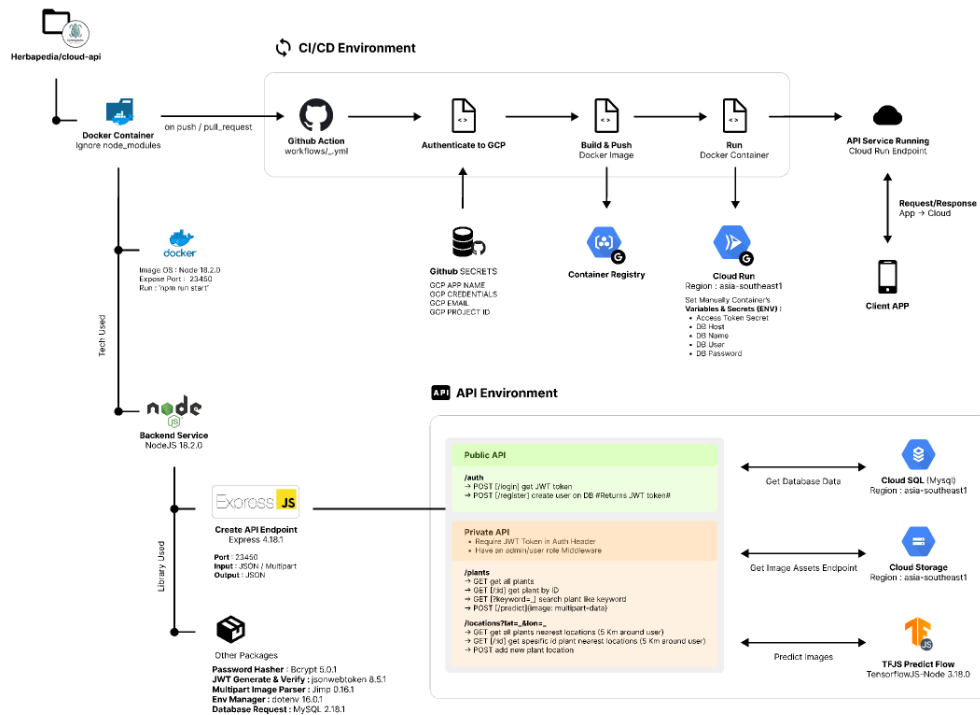 Herbapedia/cloud-api
CI/CD Environment
Docker Container
Ignore node_modules
on push / pull_request
Github Action
workflows/_.yml
Authenticate to GCP
Build & Push
Docker Image
Run
Docker Container
API Service Running
Cloud Run Endpoint
Request/Response
App → Cloud
Client APP
docker
Image OS : Node 18.2.0
Expose Port : 23450
Run : 'npm run start'
Github SECRETS
GCP APP NAME
GCP CREDENTIALS
GCP EMAIL
GCP PROJECT ID
Container Registry
Cloud Run
Region : asia-southeast1
Set Manually Container's
Variables & Secrets (ENV) :
• Access Token Secret
• DB Host
• DB Name
• DB User
• DB Password
Tech Used
node
JS
Backend Service
NodeJS 18.2.0
Library Used
Express JS
Create API Endpoint
Express 4.18.1
Port : 23450
Input : JSON / Multipart
Output : JSON
Other Packages
Password Hasher : Bcrypt 5.0.1
JWT Generate & Verify : jsonwebtoken 8.5.1
Multipart Image Parser : Jimp 0.16.1
Env Manager : dotenv 16.0.1
Database Request : MySQL 2.18.1
API API Environment
Public API
/auth
→ POST [/login] get JWT token
→ POST [/register] create user on DB #Returns JWT token#
Private API
• Require JWT Token in Auth Header
• Have an admin/user role Middleware
/plants
→ GET get all plants
→ GET [/:id] get plant by ID
→ GET [?keyword=_] search plant like keyword
→ POST [/predict]{image: multipart-data}
/locations?lat=_&lon=_
→ GET get all plants nearest locations (5 Km around user)
→ GET [/:id] get spesific id plant nearest locations (5 Km around user)
→ POST add new plant location
Get Database Data
Cloud SQL (Mysql)
Region : asia-southeast1
Get Image Assets Endpoint
Cloud Storage
Region : asia-southeast1
Predict Images
JS
TFJS Predict Flow
TensorflowJS-Node 3.18.0